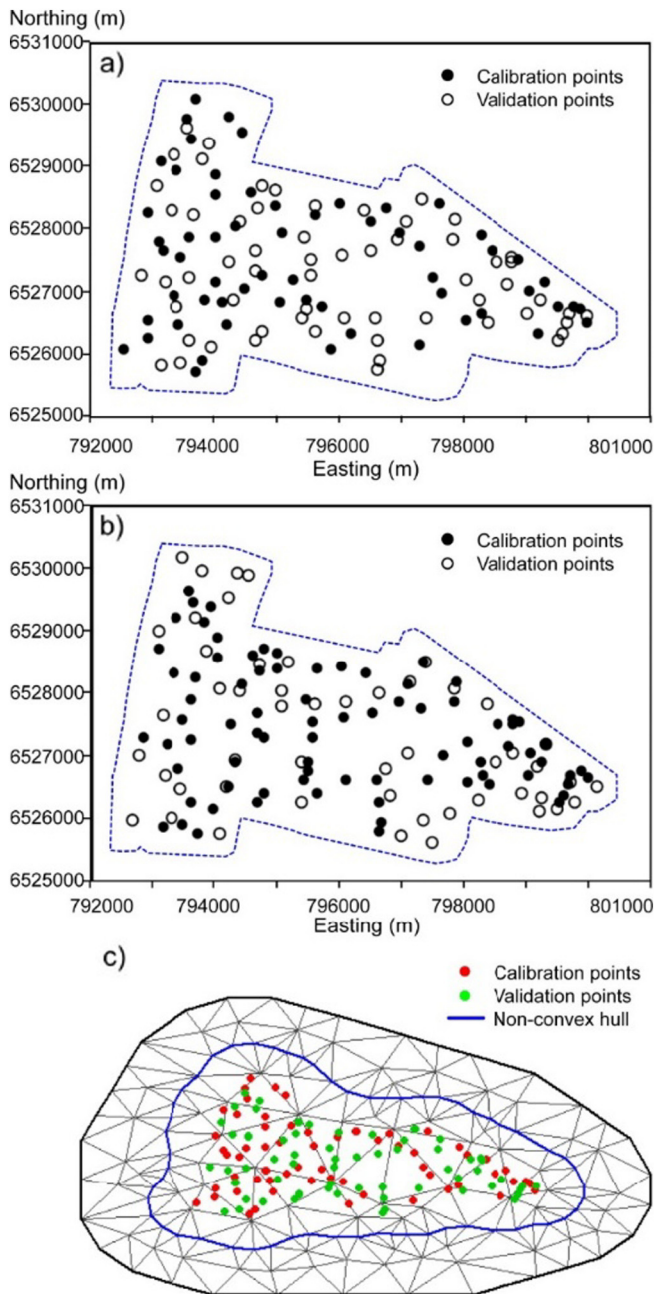 Northing (m)
6531000
a)
Calibration points
Validation points
6530000
6529000
6528000
6527000
6526000
6525000
792000 794000 796000 798000 801000
Easting (m)
Northing (m)
6531000
b)
Calibration points
Validation points
6530000
6529000
6528000
6527000
6526000
6525000
792000 794000 796000 798000 801000
Easting (m)
c)
Calibration points
Validation points
Non-convex hull